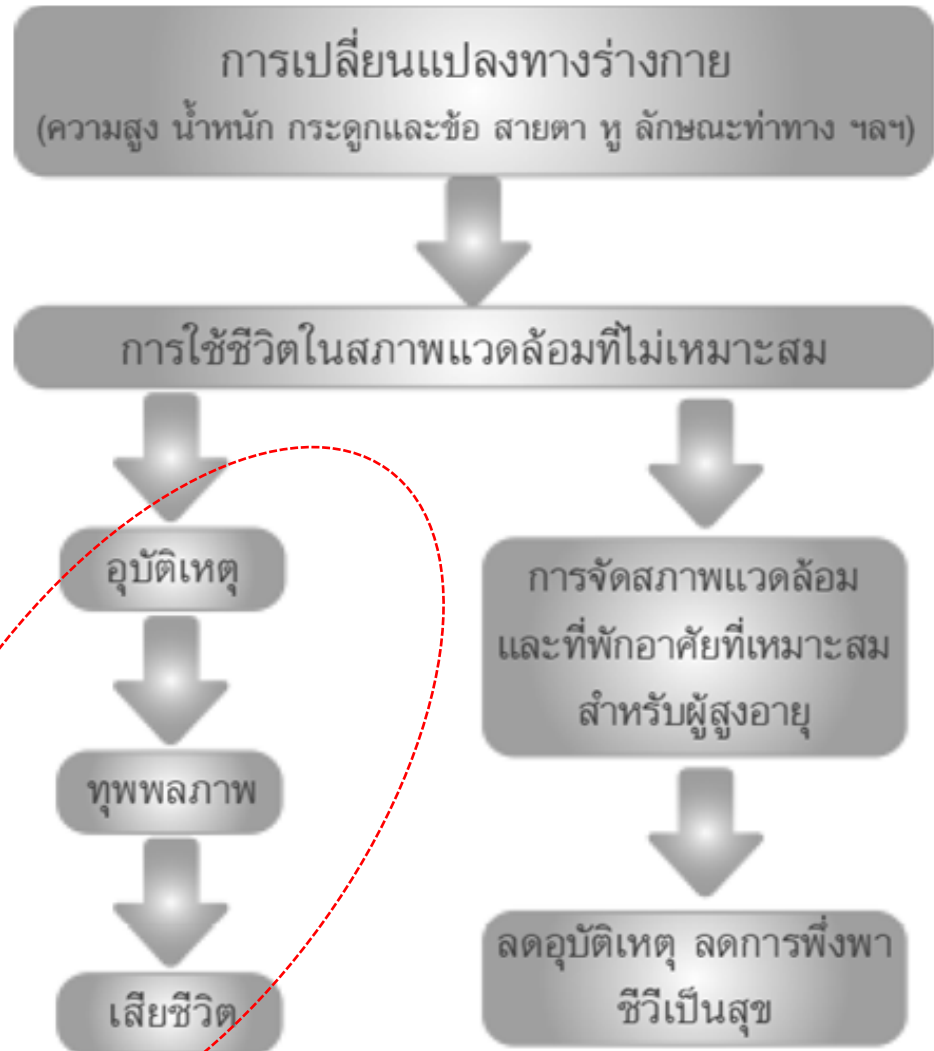 การเปลี่ยนแปลงทางร่างกาย
(ความสูง น้ำหนัก กระดูกและข้อ สายตา หู ลักษณะท่าทาง ฯลฯ)
การใช้ชีวิตในสภาพแวดล้อมที่ไม่เหมาะสม
อุบัติเหตุ
ทุพพลภาพ
เสียชีวิต
การจัดสภาพแวดล้อม
และที่พักอาศัยที่เหมาะสม
สำหรับผู้สูงอายุ
ลดอุบัติเหตุ ลดการพึ่งพา
ชีวีเป็นสุข